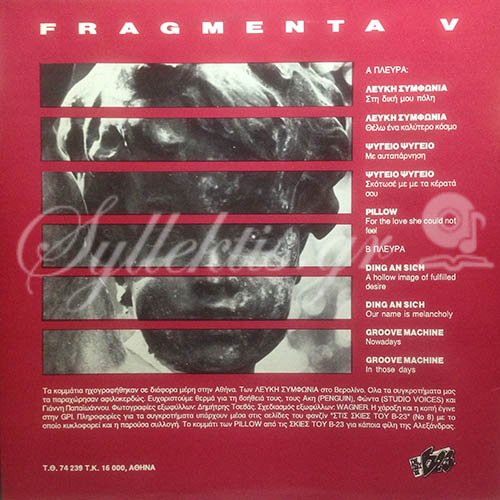 FRAGMENTA V
Α ΠΛΕΥΡΑ:
ΛΕΥΚΗ ΣΥΜΦΩΝΙΑ
Στη δική μου πόλη
ΛΕΥΚΗ ΣΥΜΦΩΝΙΑ
Θέλω ένα καλύτερο κόσμο
ΨΥΓΕΙΟ ΨΥΓΕΙΟ
Με αυταπάρνηση
ΨΥΓΕΙΟ ΨΥΓΕΙΟ
Σκότωσέ με με τα κέρατά
σου
PILLOW
For the love she could not
feel
Β ΠΛΕΥΡΑ
DING AN SICH
A hollow image of fulfilled
desire
DING AN SICH
Our name is melancholy
GROOVE MACHINE
Nowadays
GROOVE MACHINE
In those days
Τα κομμάτια ηχογραφήθηκαν σε διάφορα μέρη στην Αθήνα. Των ΛΕΥΚΗ ΣΥΜΦΩΝΙΑ στο Βερολίνο. Ολα τα συγκροτήματα μας
τα παραχώρησαν αφιλοκερδώς. Ευχαριστούμε θερμά για τη βοήθειά τους, τους Ακη (PENGUIN), Φώντα (STUDIO VOICES) και
Γιάννη Παπαϊωάννου. Φωτογραφίες εξωφύλλων: Δημήτρης Τσεβάς. Σχεδιασμός εξωφύλλων: WAGNER. Η χάραξη και η κοπή έγινε
στην GPI. Πληροφορίες για τα συγκροτήματα υπάρχουν μέσα στις σελίδες του φανζίν "ΣΤΙΣ ΣΚΙΕΣ ΤΟΥ Β-23" (Νο 8) με το
οποίο κυκλοφορεί και η παρούσα συλλογή. Το κομμάτι των PILLOW από τις ΣΚΙΕΣ ΤΟΥ Β-23 για κάποια φίλη της Αλεξάνδρας.
Τ.Θ. 74 239 Τ.Κ. 16 000, ΑΘΗΝΑ
Syllektis.gr